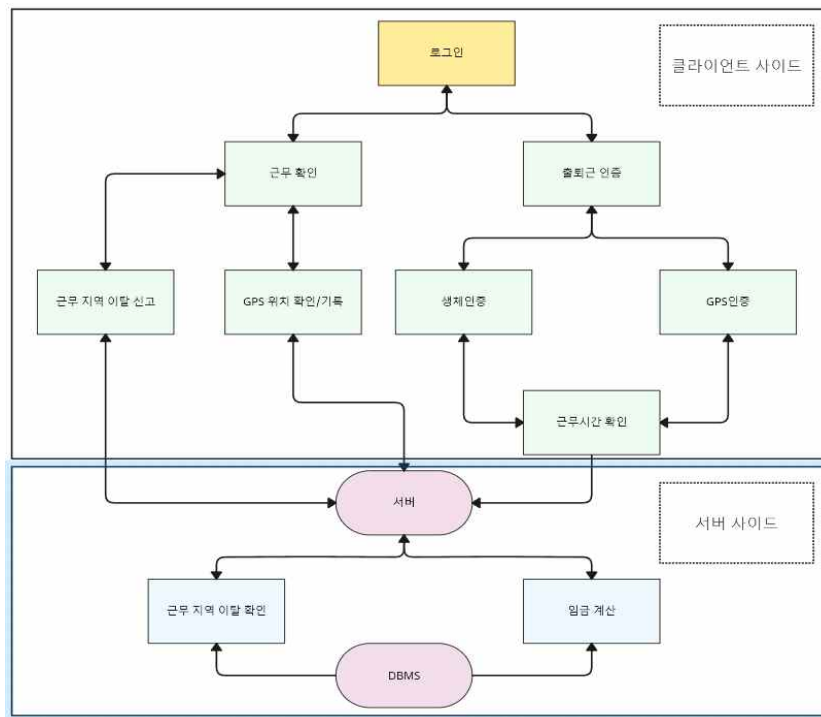 로그인
클라이언트 사이드
근무 확인
출퇴근 인증
근무 지역 이탈 신고
GPS 위치 확인/기록
생체인증
GPS인증
근무시간 확인
서버
서버 사이드
근무 지역 이탈 확인
임금 계산
DBMS